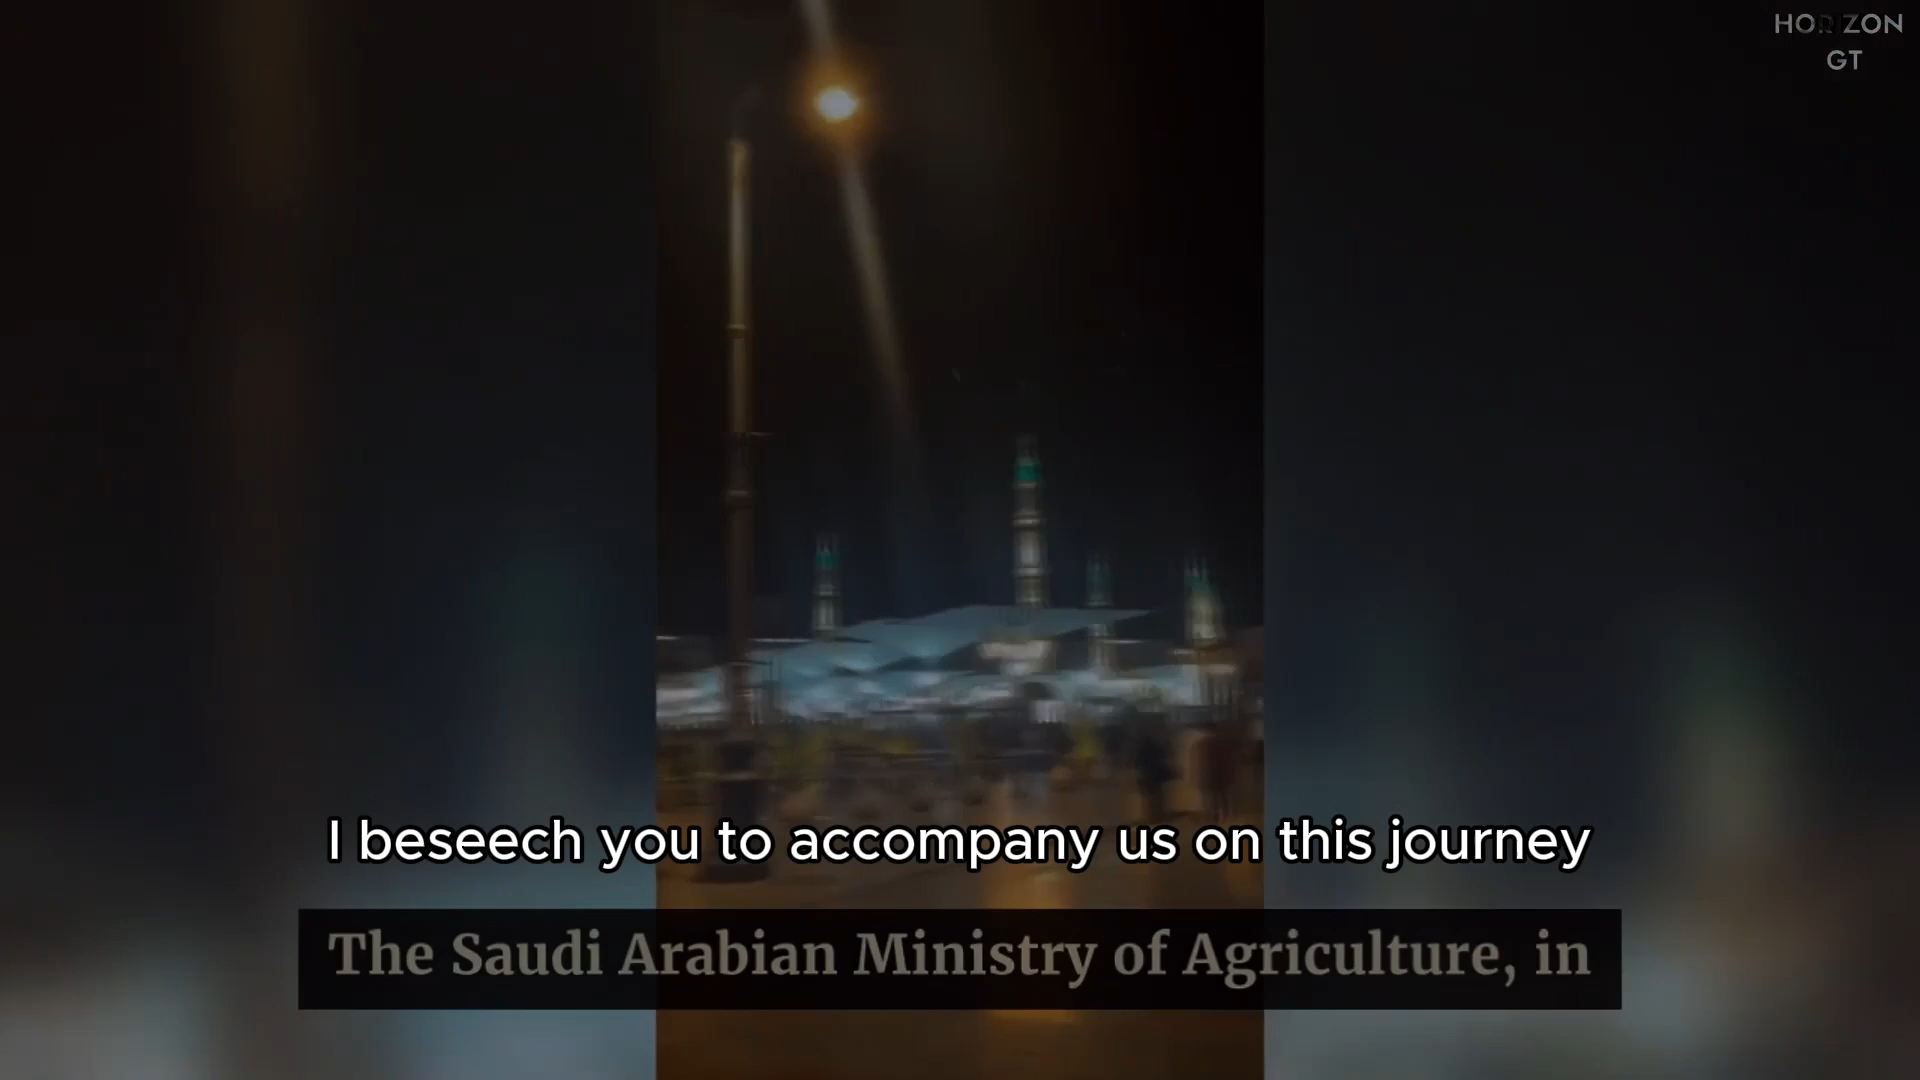 HORIZON
GT
I beseech you to accompany us on this journey
The Saudi Arabian Ministry of Agriculture, in